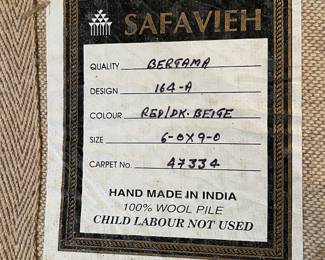 SAFAVIEH
QUALITY BERGAMA
DESIGN 164-A
COLOUR RED/DK. BEIGE
SIZE 6-0X9-0
CARPET No. 47334
HAND MADE IN INDIA
100% WOOL PILE
CHILD LABOUR NOT USED